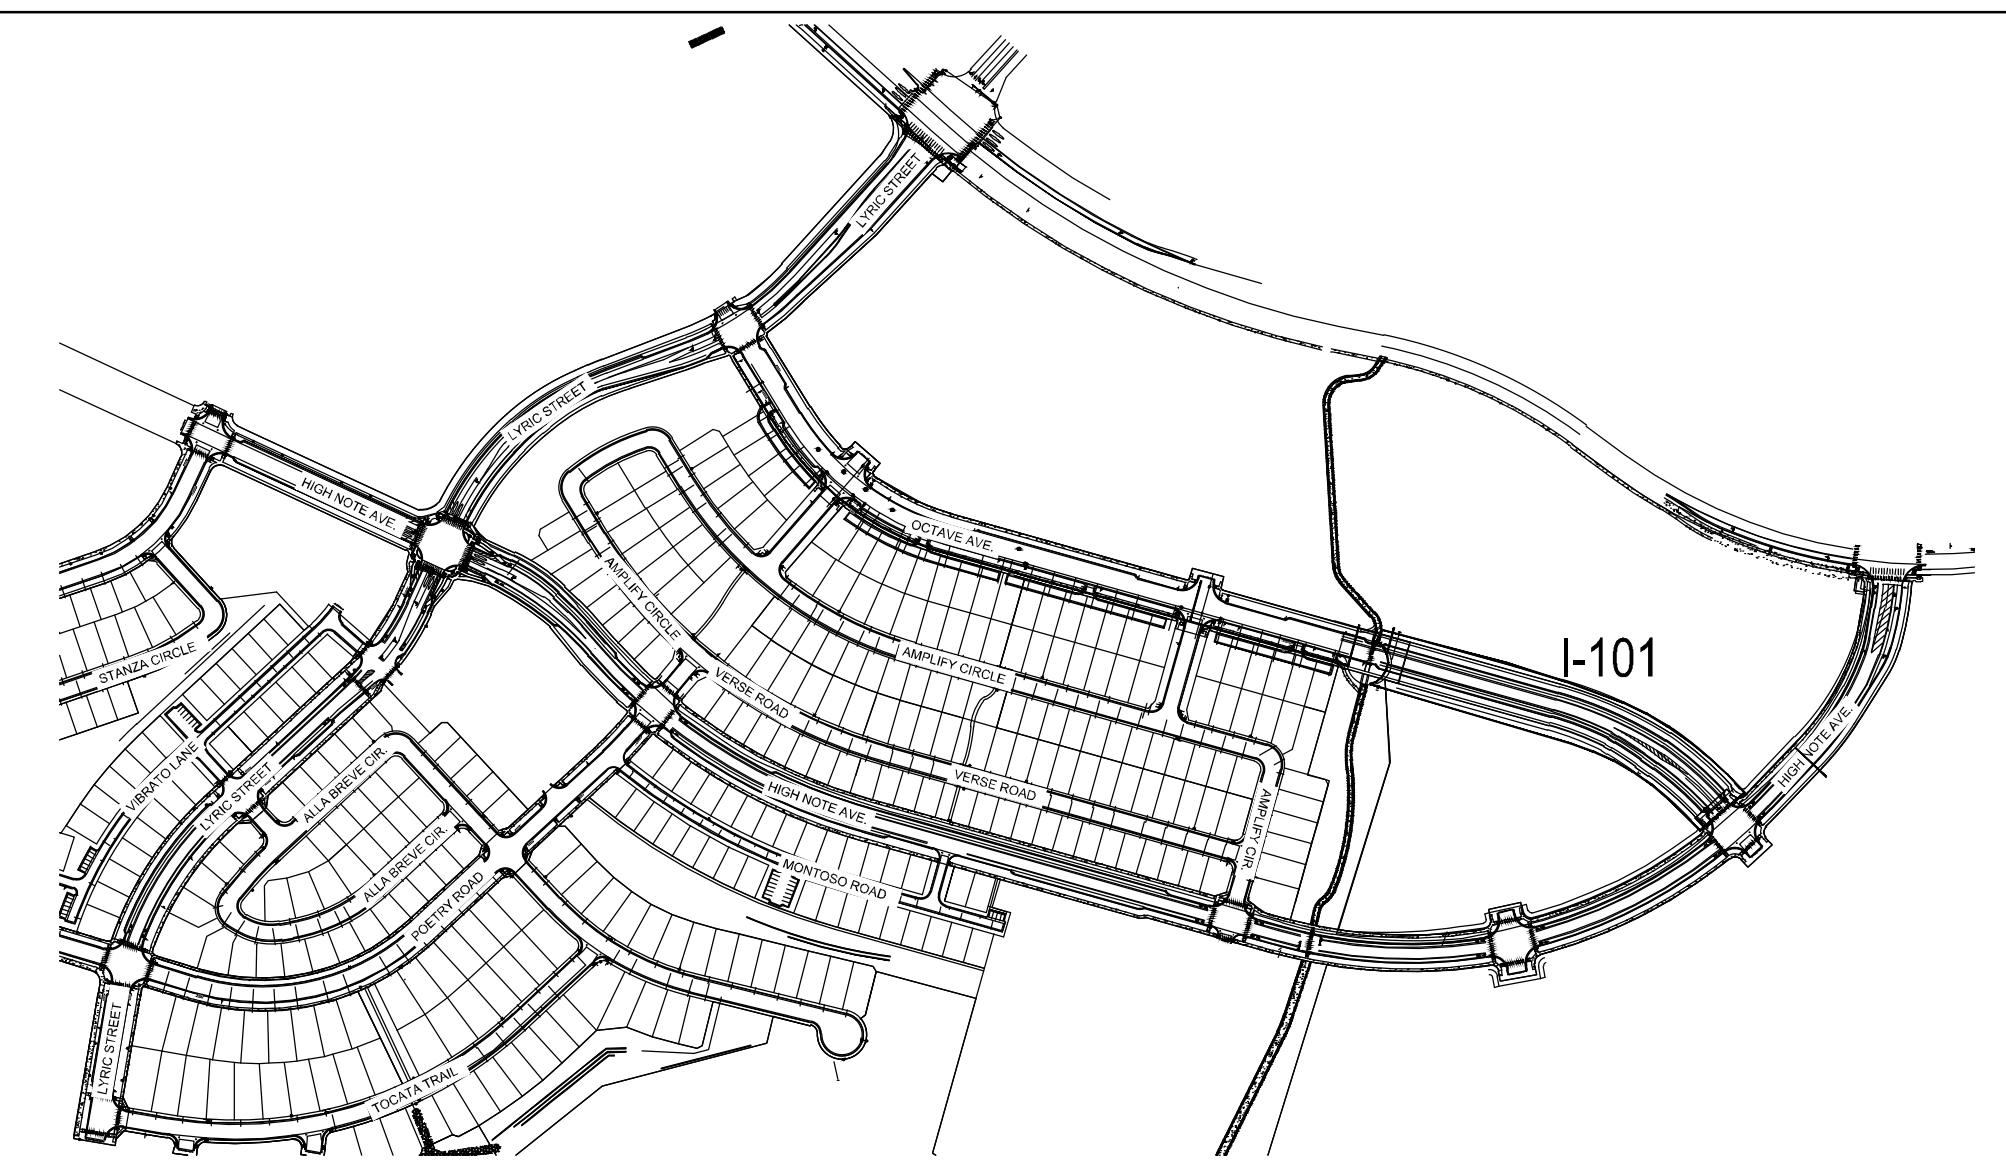 LYRIC STREET
LYRIC STREET
HIGH NOTE AVE.
OCTAVE AVE.
AMPLIFY CIRCLE
STANZA CIRCLE
AMPLIFY CIRCLE
I-101
VERSE ROAD
HIGH NOTE AVE.
VIBRATO LANE
LYRIC STREET
ALLA BREVE CIR.
VERSE ROAD
HIGH NOTE AVE.
AMPLIFY CIR.
ALLA BREVE CIR.
MONTOSO ROAD
POETRY ROAD
LYRIC STREET
TOCATA TRAIL